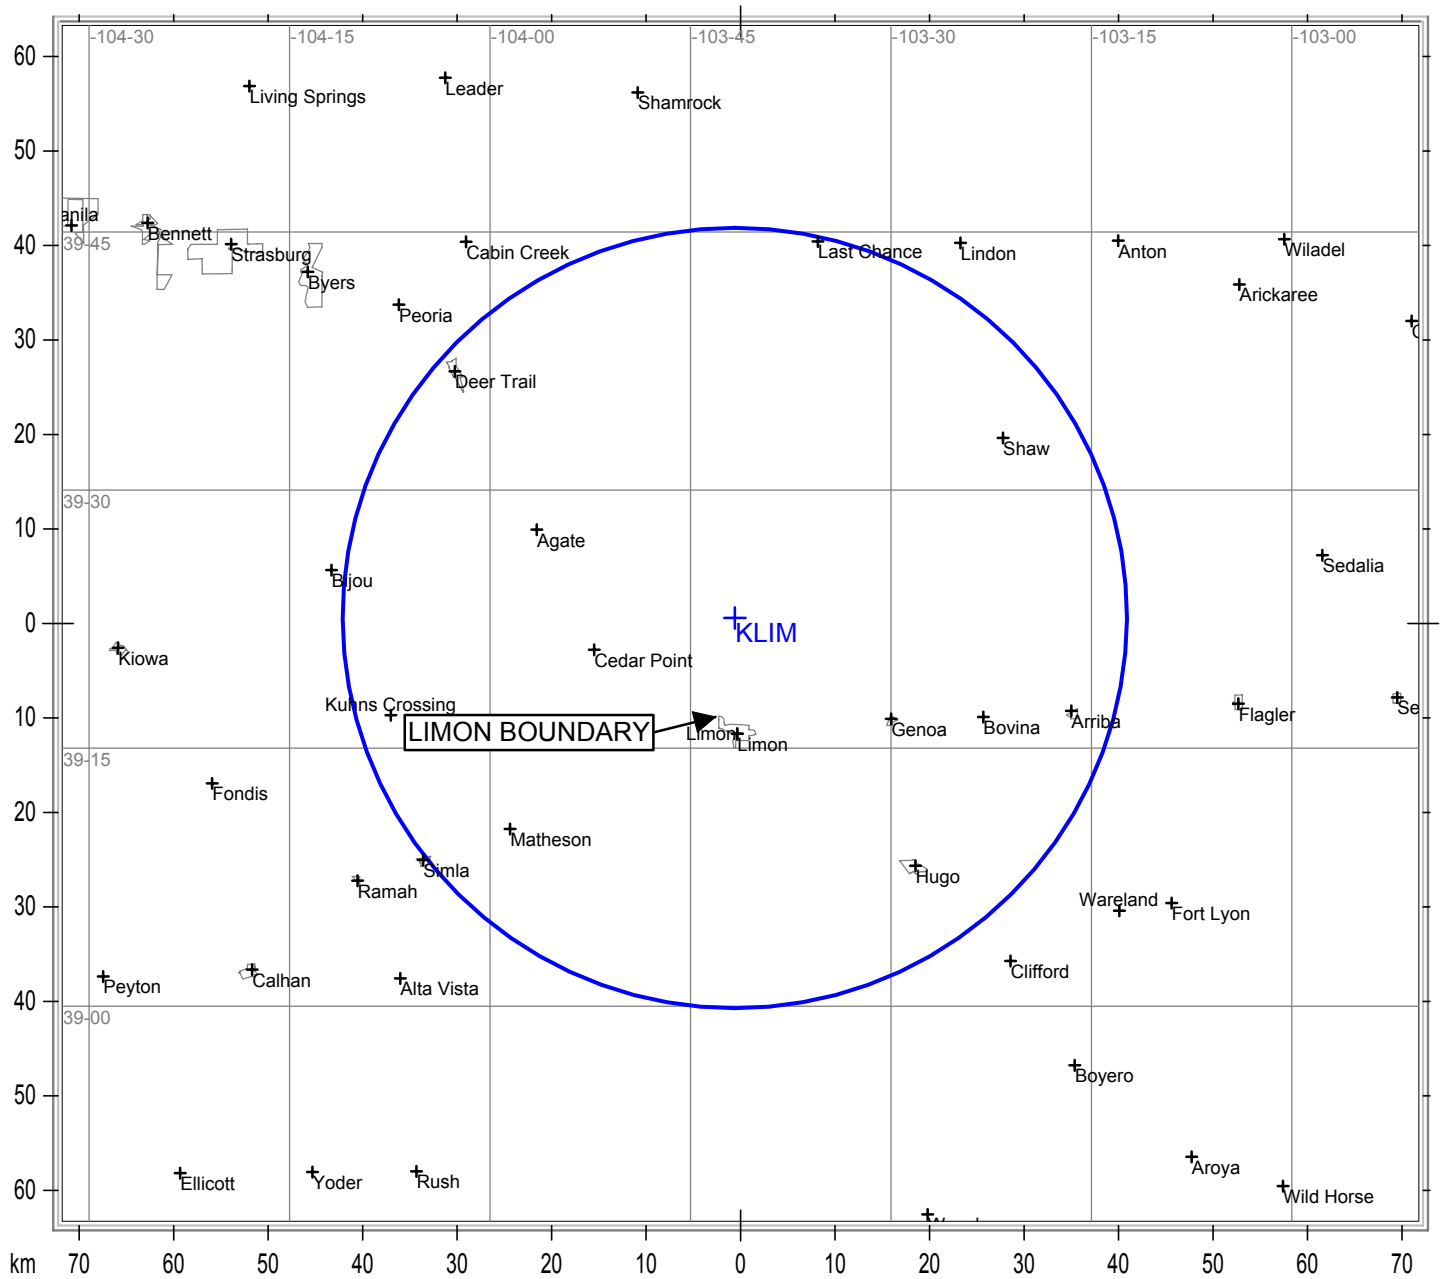 -104-30 -104-15 -104-00 -103-45 -103-30 -103-15 -103-00
60
Living Springs
Leader
Shamrock
50
anila
Bennett
40
39-45
Strasburg
Cabin Creek
Last Chance
Lindon
Anton
Wiladel
Byers
Arickaree
Peoria
30
Deer Trail
20
Shaw
39-30
10
Agate
Bijou
Sedalia
0
KLIM
Kiowa
Cedar Point
Kuhns Crossing
10
LIMON BOUNDARY
Limon
Limon
Genoa
Bovina
Arriba
Flagler
Se
39-15
Fondis
20
Matheson
Simla
Ramah
Hugo
30
Wareland
Fort Lyon
Peyton
Calhan
Alta Vista
Clifford
40
39-00
50
Boyero
Aroya
60
Ellicott
Yoder
Rush
Wild Horse
km 70 60 50 40 30 20 10 0 10 20 30 40 50 60 70